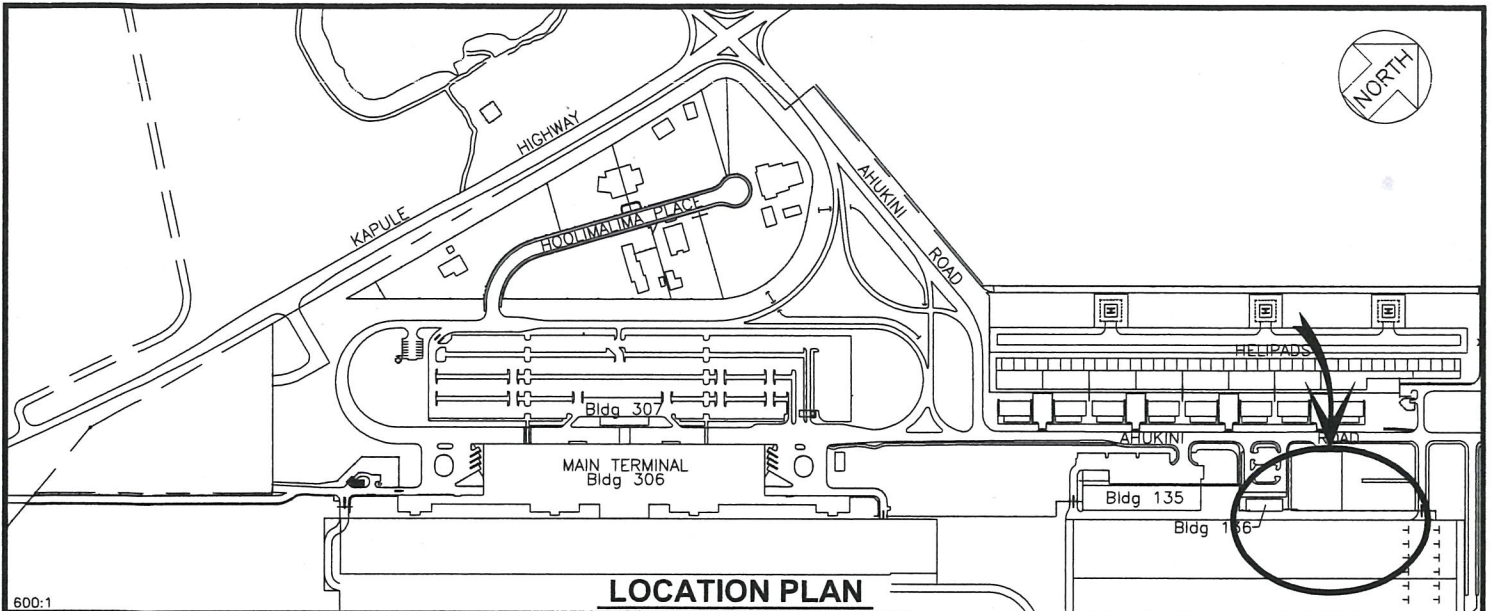 NORTH
KAPULE HIGHWAY
HOOLIMALIMA PLACE
AHUKINI ROAD
H H H
HELIPADS
Bldg 307
AHUKINI ROAD
MAIN TERMINAL
Bldg 306
Bldg 135
Bldg 136
LOCATION PLAN
600:1